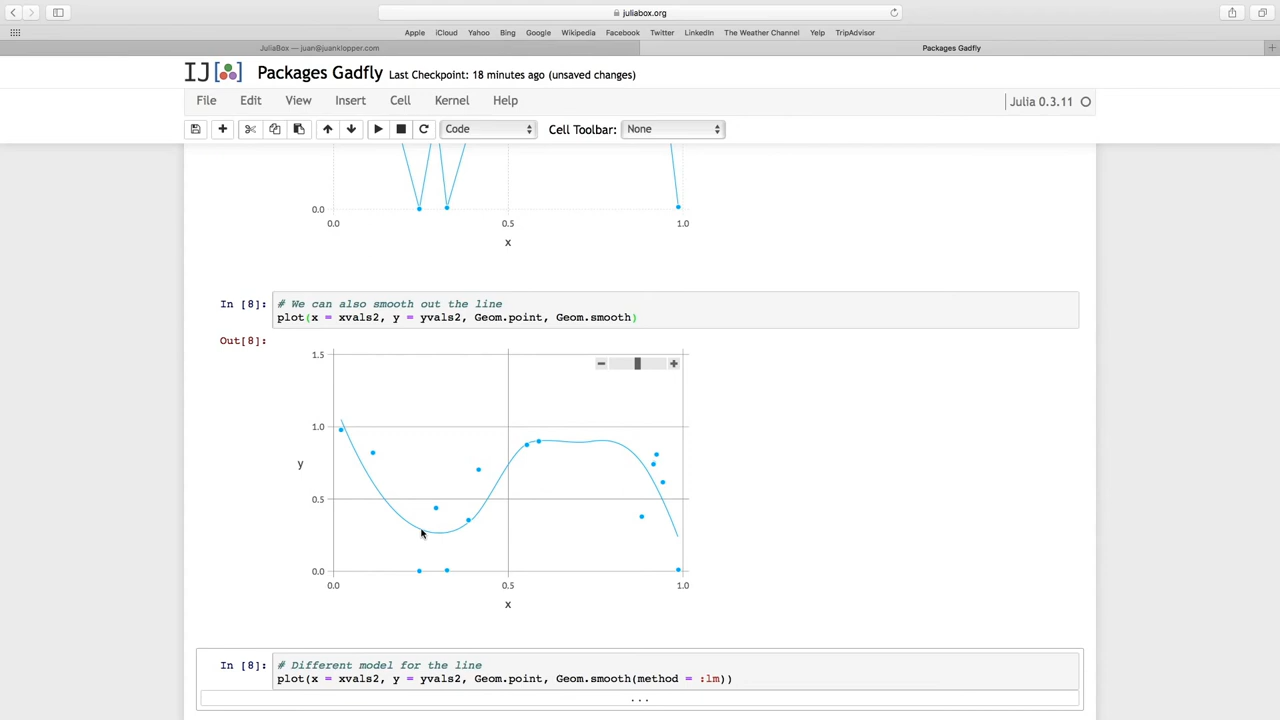 juliabox.org
Apple iCloud Yahoo Bing Google Wikipedia Facebook Twitter LinkedIn The Weather Channel Yelp TripAdvisor
JuliaBox — juan@juanklopper.com Packages Gadfly
IJ[ ] Packages Gadfly Last Checkpoint: 18 minutes ago (unsaved changes)
File Edit View Insert Cell Kernel Help Julia 0.3.11
Code Cell Toolbar: None
0.0
0.0 0.5 1.0
x
In [8]: # We can also smooth out the line
plot(x = xvals2, y = yvals2, Geom.point, Geom.smooth)
Out[8]:
1.5
1.0
y
0.5
0.0
0.0 0.5 1.0
x
In [8]: # Different model for the line
plot(x = xvals2, y = yvals2, Geom.point, Geom.smooth(method = :lm))
...